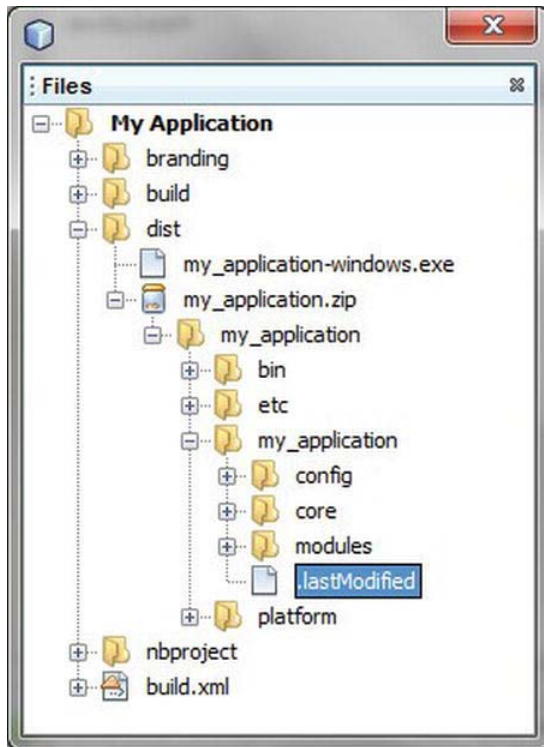 Files
My Application
branding
build
dist
my_application-windows.exe
my_application.zip
my_application
bin
etc
my_application
config
core
modules
.lastModified
platform
nbproject
build.xml